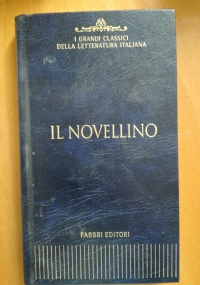 I GRANDI CLASSICI
DELLA LETTERATURA ITALIANA
IL NOVELLINO
FABBRI EDITORI